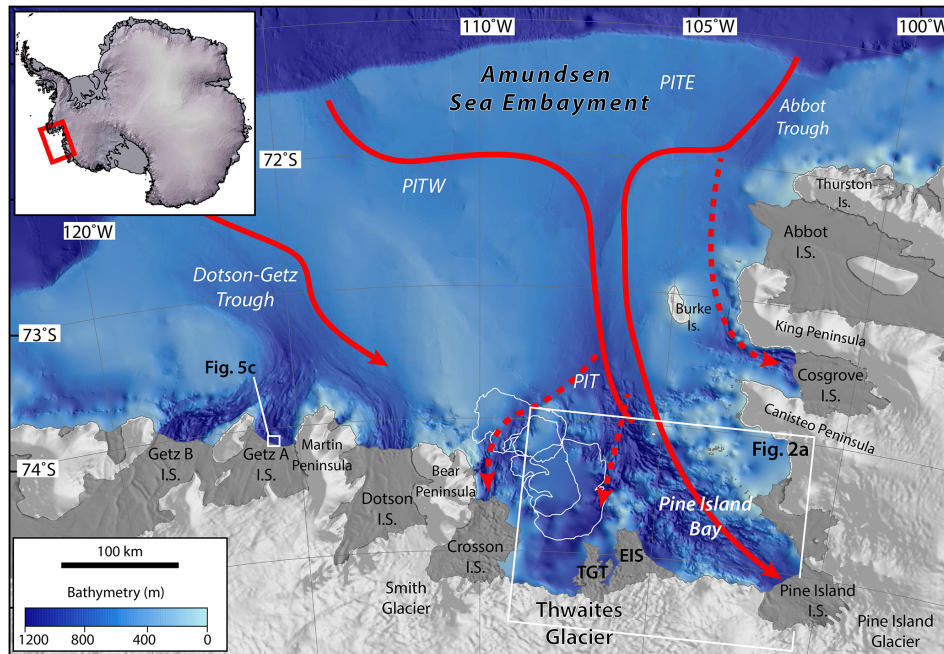 110˚W
105˚W
100˚W
Amundsen
Sea Embayment
PITE
Abbot
Trough
72˚S
PITW
Thurston
Is.
120˚W
Abbot
I.S.
Dotson-Getz
Trough
Burke
Is.
73˚S
King Peninsula
Fig. 5c
PIT
Cosgrove
I.S.
Canisteo Peninsula
Fig. 2a
74˚S
Getz B
I.S.
Getz A
I.S.
Martin
Peninsula
Bear
Peninsula
Dotson
I.S.
Pine Island
Bay
100 km
Crosson
I.S.
EIS
TGT
Bathymetry (m)
Smith
Glacier
Pine Island
I.S.
Thwaites
Glacier
Pine Island
Glacier
1200 800 400 0